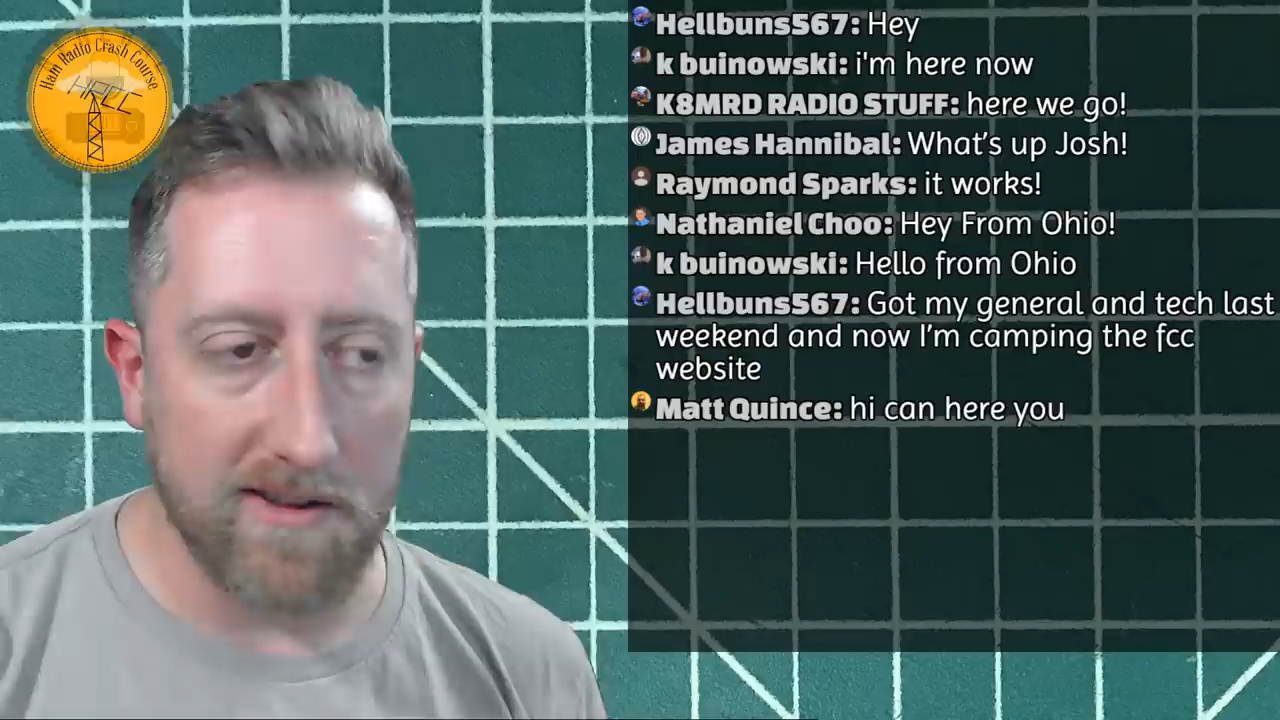 Ham Radio Crash Course
Hellbuns567: Hey
k buinowski: i'm here now
K8MRD RADIO STUFF: here we go!
James Hannibal: What's up Josh!
Raymond Sparks: it works!
Nathaniel Choo: Hey From Ohio!
k buinowski: Hello from Ohio
Hellbuns567: Got my general and tech last
weekend and now I'm camping the fcc
website
Matt Quince: hi can here you